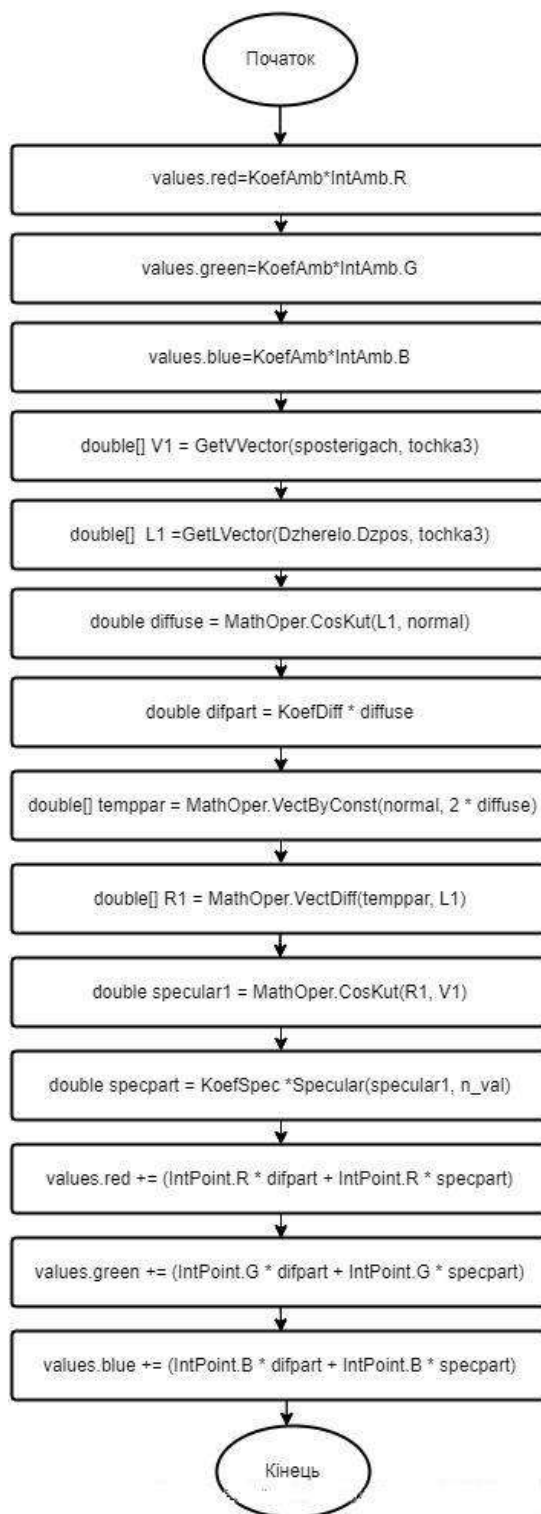 Початок
values.red=KoefAmb*IntAmb.R
values.green=KoefAmb*IntAmb.G
values.blue=KoefAmb*IntAmb.B
double[] V1 = GetVVector(sposterigach, tochka3)
double[]  L1 =GetLVector(Dzherelo.Dzpos, tochka3)
double diffuse = MathOper.CosKut(L1, normal)
double difpart = KoefDiff * diffuse
double[] temppar = MathOper.VectByConst(normal, 2 * diffuse)
double[] R1 = MathOper.VectDiff(temppar, L1)
double specular1 = MathOper.CosKut(R1, V1)
double specpart = KoefSpec *Specular(specular1, n_val)
values.red += (IntPoint.R * difpart + IntPoint.R * specpart)
values.green += (IntPoint.G * difpart + IntPoint.G * specpart)
values.blue += (IntPoint.B * difpart + IntPoint.B * specpart)
Кінець